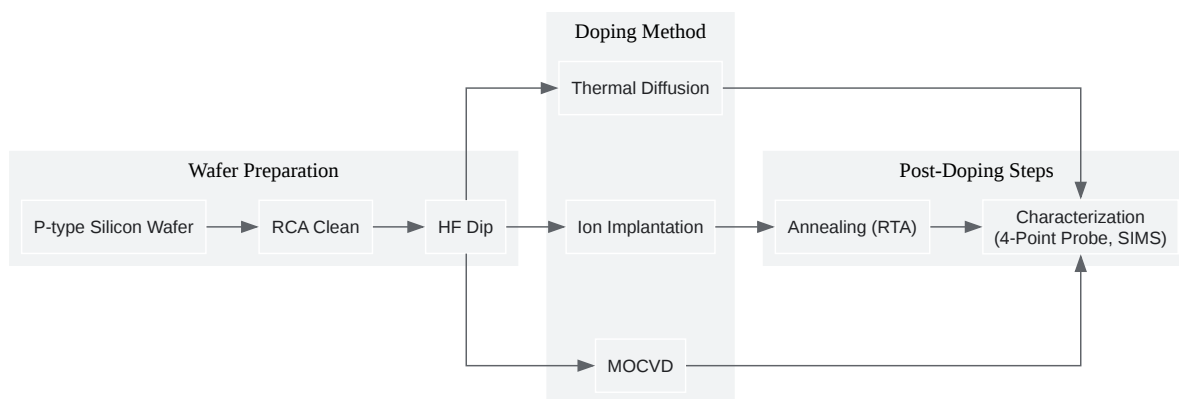 Doping Method
Thermal Diffusion
Wafer Preparation
Post-Doping Steps
P-type Silicon Wafer
RCA Clean
HF Dip
Ion Implantation
Annealing (RTA)
Characterization
(4-Point Probe, SIMS)
MOCVD